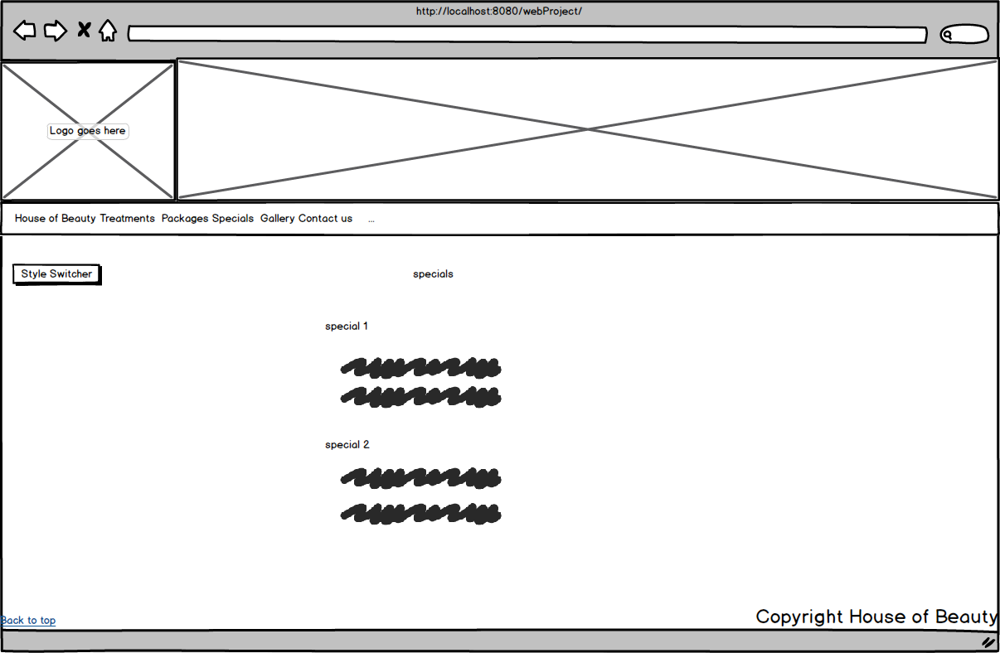 http://localhost:8080/webProject/
Logo goes here
House of Beauty Treatments Packages Specials Gallery Contact us ...
Style Switcher
specials
special 1
special 2
Back to top
Copyright House of Beauty